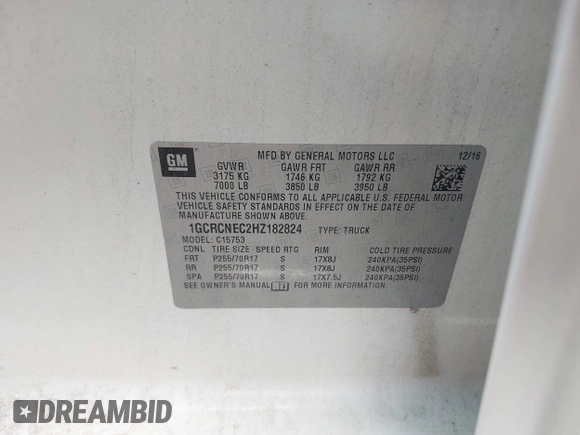 GM
MFD BY GENERAL MOTORS LLC 12/16
GVWR GAWR FRT GAWR RR
3175 KG 1746 KG 1792 KG
7000 LB 3850 LB 3950 LB
THIS VEHICLE CONFORMS TO ALL APPLICABLE U.S. FEDERAL MOTOR
VEHICLE SAFETY STANDARDS IN EFFECT ON THE DATE OF
MANUFACTURE SHOWN ABOVE.
1GCRCNEC2HZ182824 TYPE: TRUCK
MODEL: C15753
CDNL TIRE SIZE SPEED RTG RIM COLD TIRE PRESSURE
FRT P255/70R17 S 17X8J 240KPA(35PSI)
RR P255/70R17 S 17X8J 240KPA(35PSI)
SPA P255/70R17 S 17X7.5J 240KPA(35PSI)
SEE OWNER'S MANUAL FOR MORE INFORMATION
DREAMBID